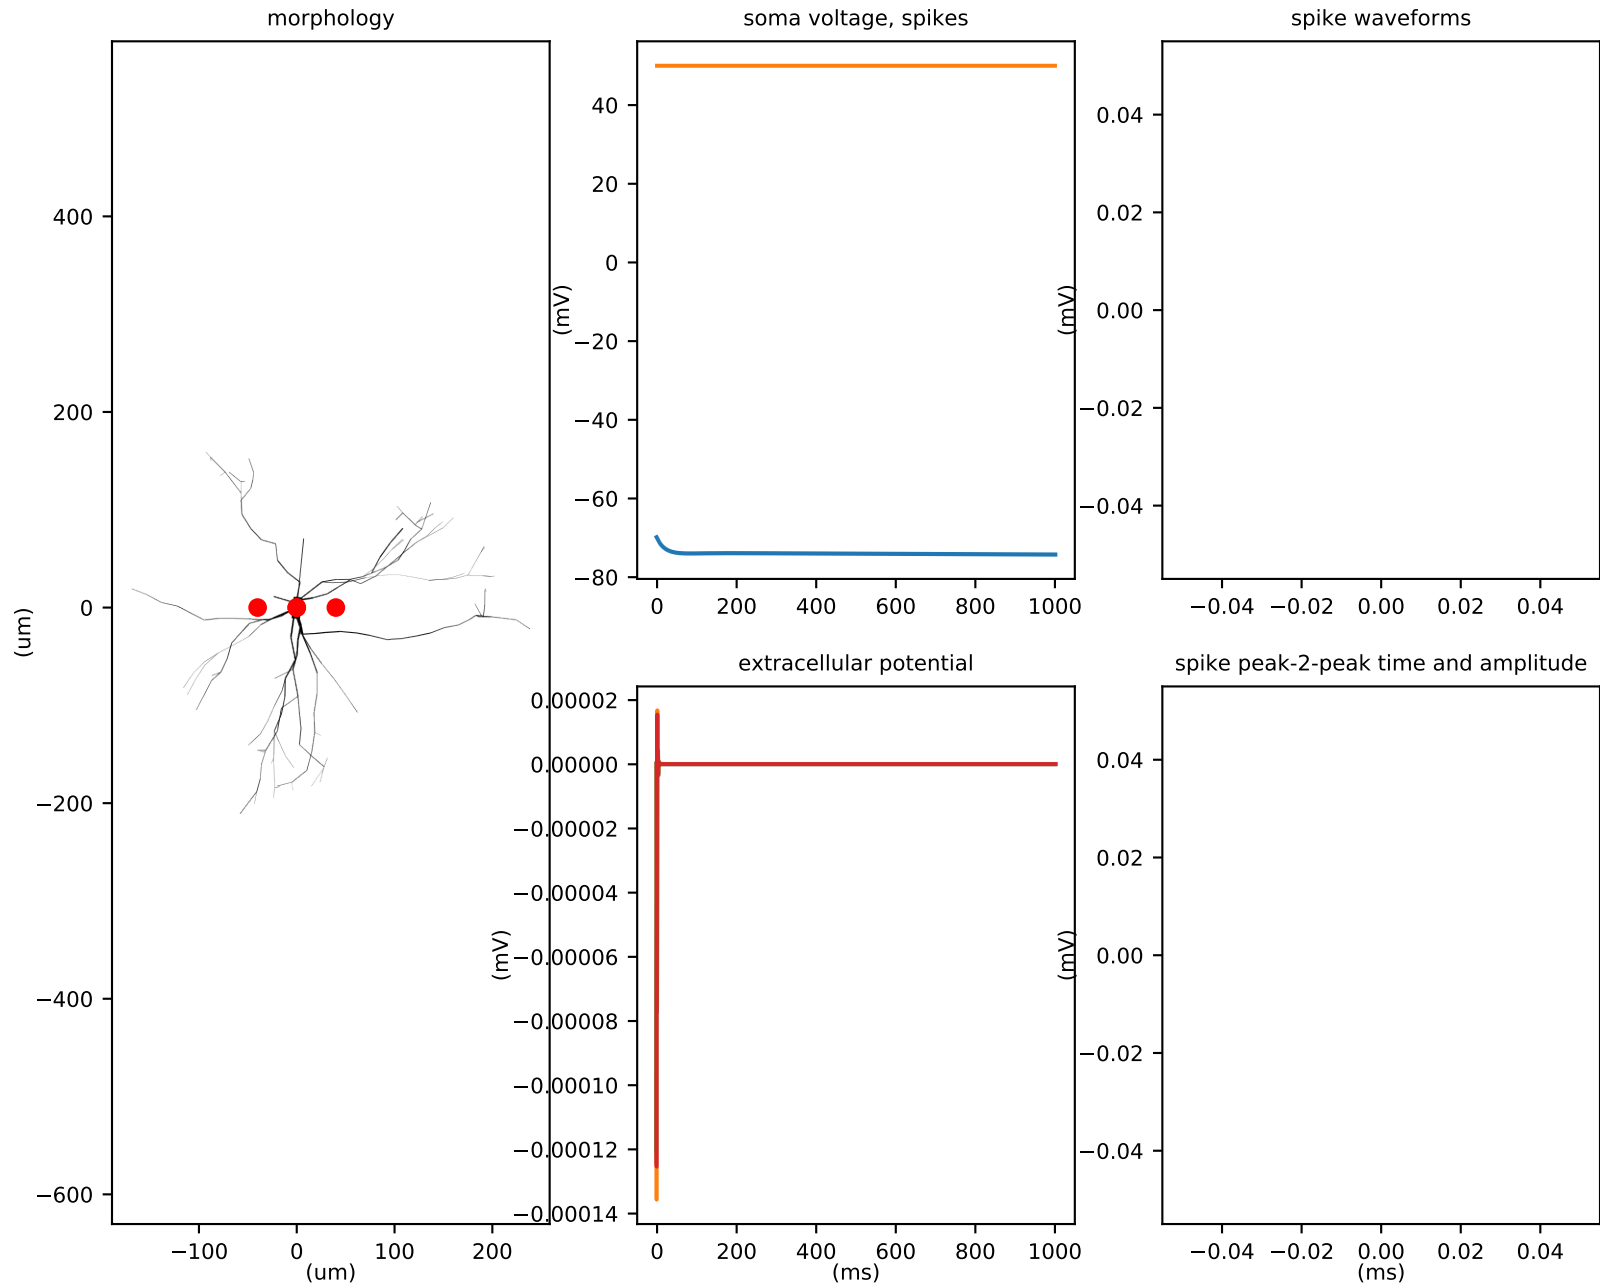 morphology
400
200
0
−200
−400
−600
(um)
−100 0 100 200
(um)
soma voltage, spikes
40
20
0
−20
−40
−60
−80
(mV)
0 200 400 600 800 1000
spike waveforms
0.04
0.02
0.00
−0.02
−0.04
(mV)
−0.04 −0.02 0.00 0.02 0.04
extracellular potential
0.00002
0.00000
−0.00002
−0.00004
−0.00006
−0.00008
−0.00010
−0.00012
−0.00014
(mV)
0 200 400 600 800 1000
(ms)
spike peak-2-peak time and amplitude
0.04
0.02
0.00
−0.02
−0.04
(mV)
−0.04 −0.02 0.00 0.02 0.04
(ms)